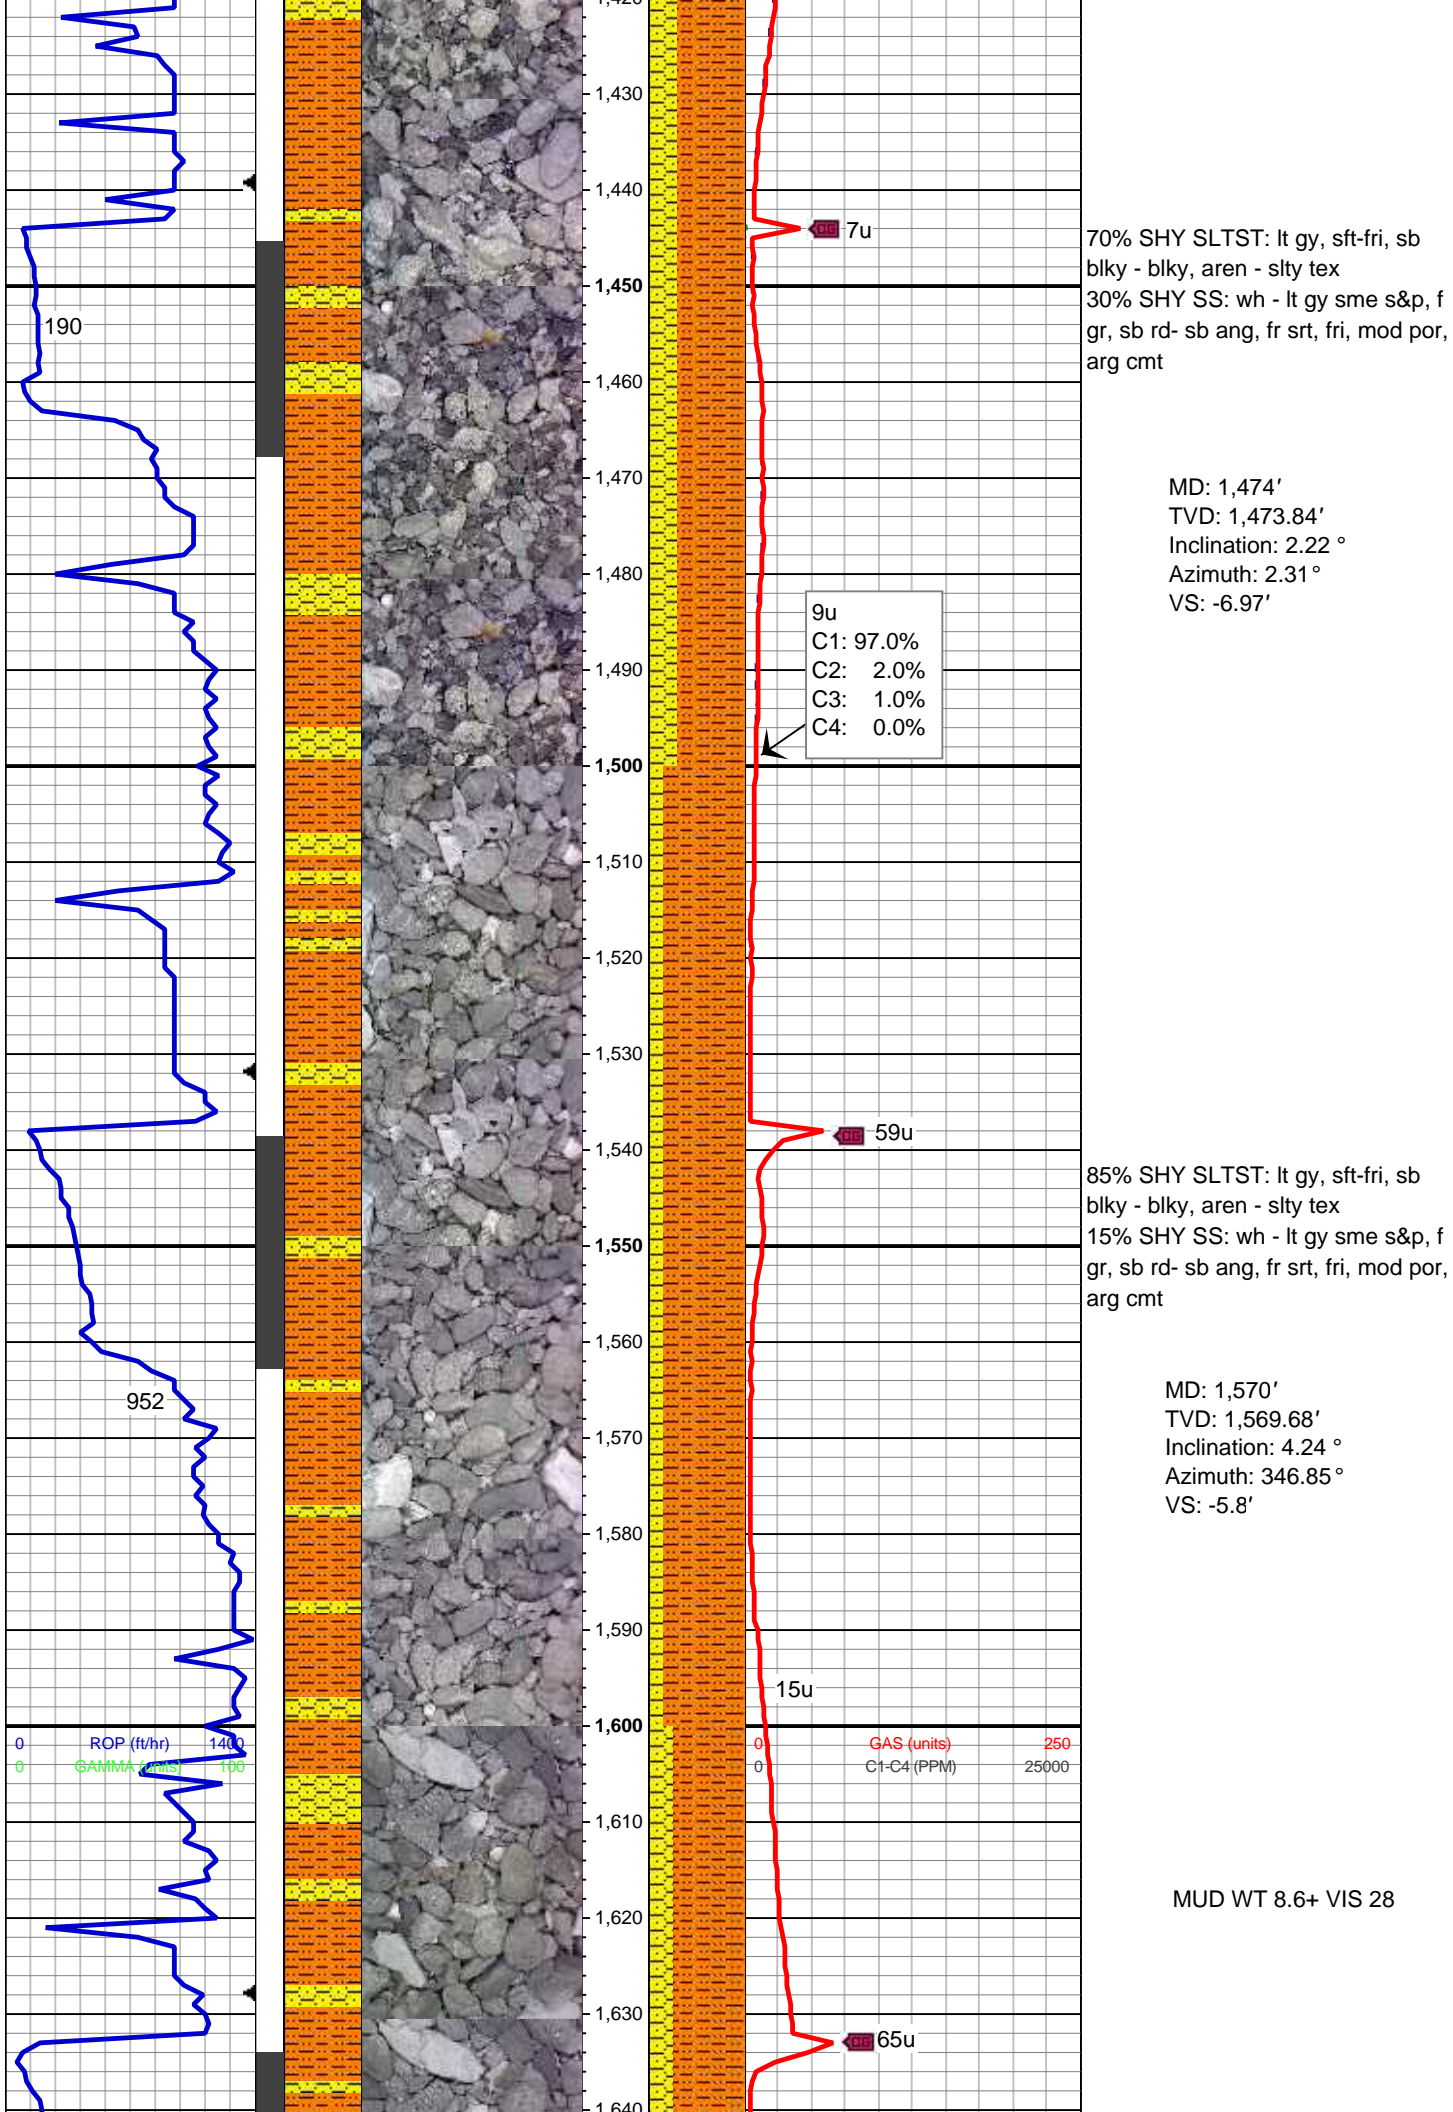 1,420
1,430
1,440
CG 7u
70% SHY SLTST: lt gy, sft-fri, sb
blky - blky, aren - slty tex
30% SHY SS: wh - lt gy sme s&p, f
gr, sb rd- sb ang, fr srt, fri, mod por,
arg cmt
1,450
190
1,460
1,470
MD: 1,474'
TVD: 1,473.84'
Inclination: 2.22 °
Azimuth: 2.31°
VS: -6.97'
1,480
9u
C1: 97.0%
C2: 2.0%
C3: 1.0%
C4: 0.0%
1,490
1,500
1,510
1,520
1,530
CG 59u
1,540
85% SHY SLTST: lt gy, sft-fri, sb
blky - blky, aren - slty tex
15% SHY SS: wh - lt gy sme s&p, f
gr, sb rd- sb ang, fr srt, fri, mod por,
arg cmt
1,550
1,560
952
MD: 1,570'
TVD: 1,569.68'
Inclination: 4.24 °
Azimuth: 346.85°
VS: -5.8'
1,570
1,580
1,590
15u
1,600
0 ROP (ft/hr) 1400
0 GAMMA (units) 100
0 GAS (units) 250
0 C1-C4 (PPM) 25000
1,610
MUD WT 8.6+ VIS 28
1,620
1,630
CG 65u
1,640